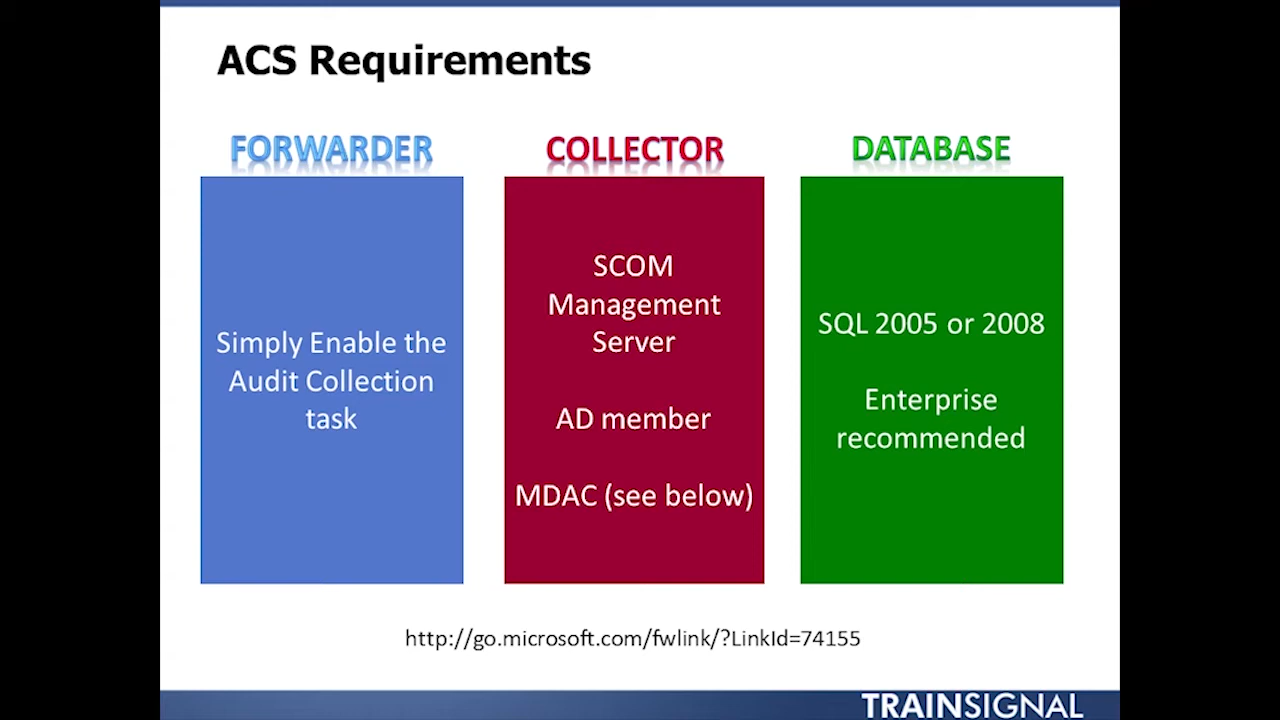 ACS Requirements
FORWARDER
Simply Enable the
Audit Collection
task
COLLECTOR
SCOM
Management
Server
AD member
MDAC (see below)
DATABASE
SQL 2005 or 2008
Enterprise
recommended
http://go.microsoft.com/fwlink/?LinkId=74155
TRAINSIGNAL